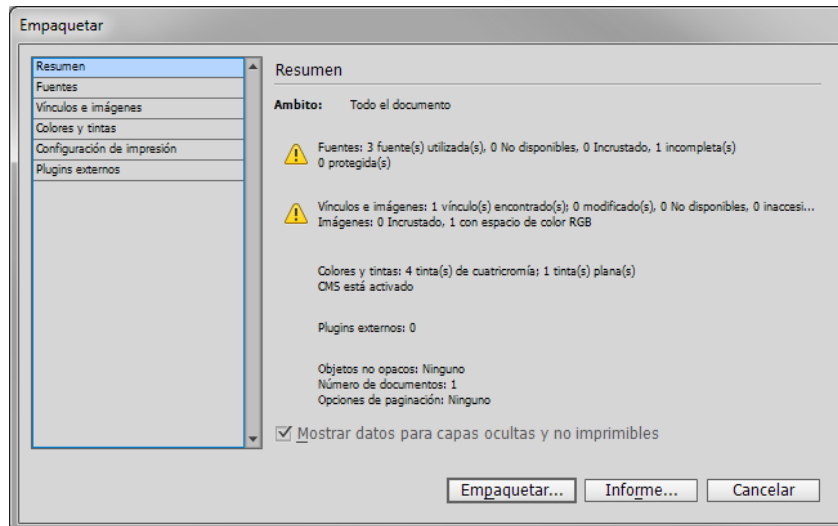 Empaquetar
Resumen
Fuentes
Vínculos e imágenes
Colores y tintas
Configuración de impresión
Plugins externos
Resumen
Ambito: Todo el documento
Fuentes: 3 fuente(s) utilizada(s), 0 No disponibles, 0 Incrustado, 1 incompleta(s)
0 protegida(s)
Vínculos e imágenes: 1 vínculo(s) encontrado(s); 0 modificado(s), 0 No disponibles, 0 inaccesi...
Imágenes: 0 Incrustado, 1 con espacio de color RGB
Colores y tintas: 4 tinta(s) de cuatricromía; 1 tinta(s) plana(s)
CMS está activado
Plugins externos: 0
Objetos no opacos: Ninguno
Número de documentos: 1
Opciones de paginación: Ninguno
Mostrar datos para capas ocultas y no imprimibles
Empaquetar... Informe... Cancelar